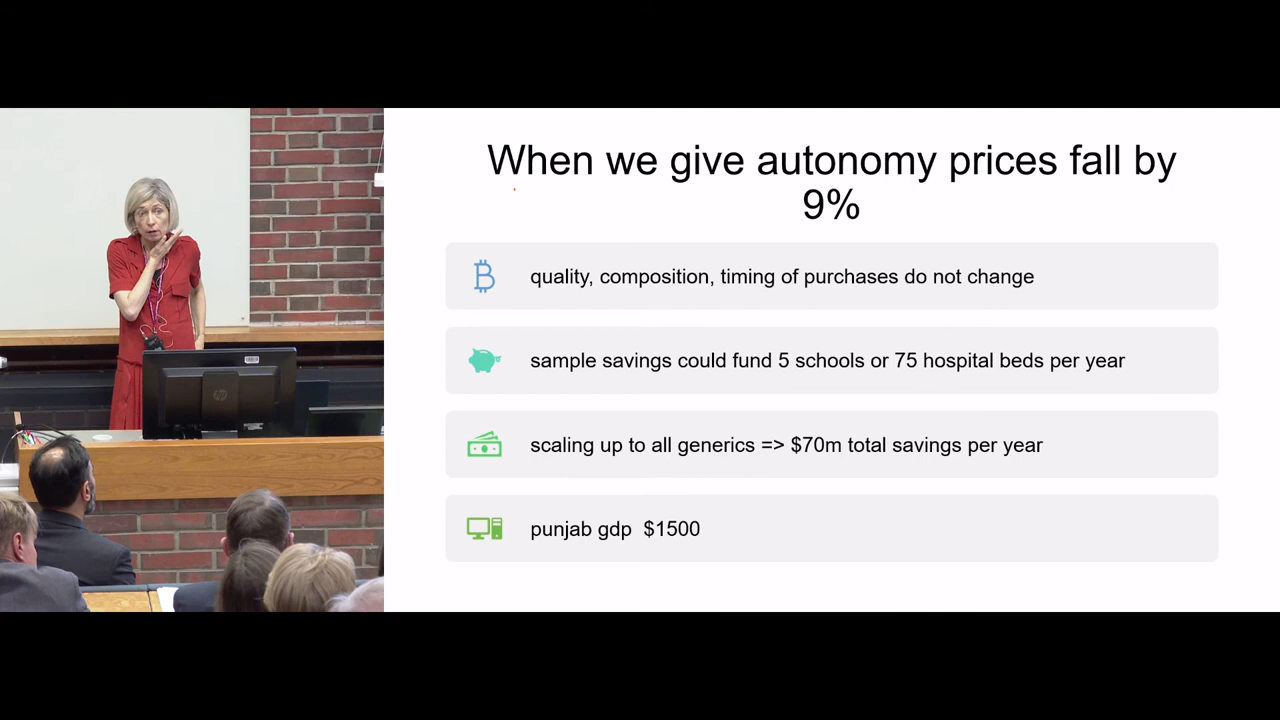 When we give autonomy prices fall by
9%
quality, composition, timing of purchases do not change
sample savings could fund 5 schools or 75 hospital beds per year
scaling up to all generics => $70m total savings per year
punjab gdp  $1500
hp